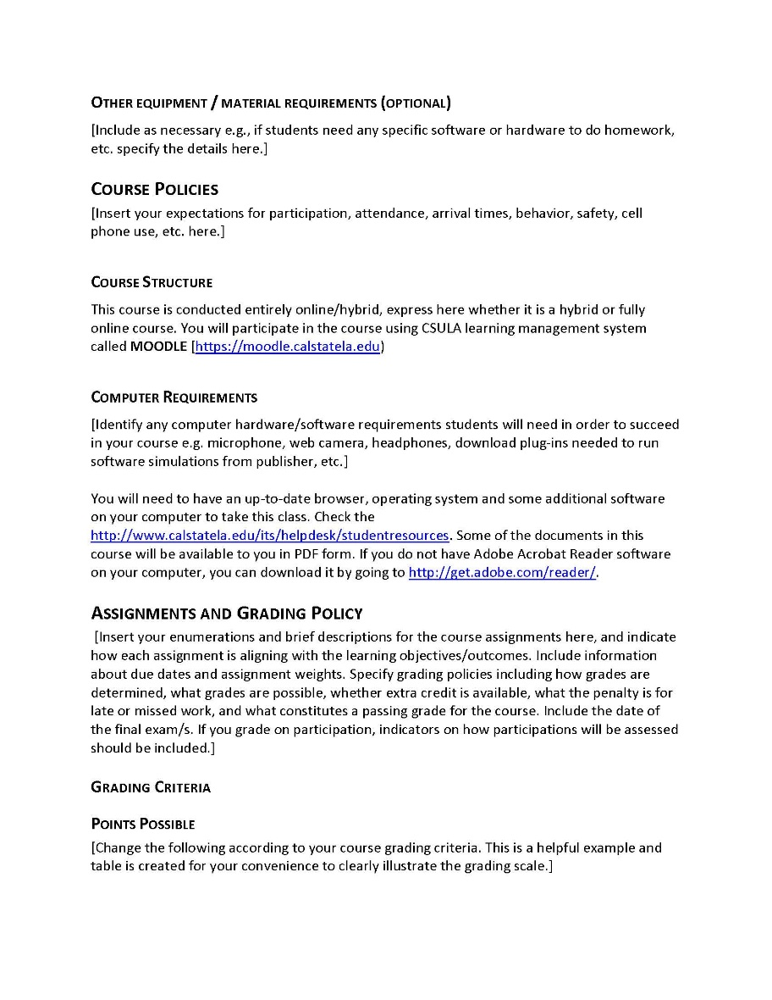 OTHER EQUIPMENT / MATERIAL REQUIREMENTS (OPTIONAL)
[Include as necessary e.g., if students need any specific software or hardware to do homework,
etc. specify the details here.]
COURSE POLICIES
[Insert your expectations for participation, attendance, arrival times, behavior, safety, cell
phone use, etc. here.]
COURSE STRUCTURE
This course is conducted entirely online/hybrid, express here whether it is a hybrid or fully
online course. You will participate in the course using CSULA learning management system
called MOODLE [https://moodle.calstatela.edu)
COMPUTER REQUIREMENTS
[Identify any computer hardware/software requirements students will need in order to succeed
in your course e.g. microphone, web camera, headphones, download plug-ins needed to run
software simulations from publisher, etc.]
You will need to have an up-to-date browser, operating system and some additional software
on your computer to take this class. Check the
http://www.calstatela.edu/its/helpdesk/studentresources. Some of the documents in this
course will be available to you in PDF form. If you do not have Adobe Acrobat Reader software
on your computer, you can download it by going to http://get.adobe.com/reader/.
ASSIGNMENTS AND GRADING POLICY
[Insert your enumerations and brief descriptions for the course assignments here, and indicate
how each assignment is aligning with the learning objectives/outcomes. Include information
about due dates and assignment weights. Specify grading policies including how grades are
determined, what grades are possible, whether extra credit is available, what the penalty is for
late or missed work, and what constitutes a passing grade for the course. Include the date of
the final exam/s. If you grade on participation, indicators on how participations will be assessed
should be included.]
GRADING CRITERIA
POINTS POSSIBLE
[Change the following according to your course grading criteria. This is a helpful example and
table is created for your convenience to clearly illustrate the grading scale.]